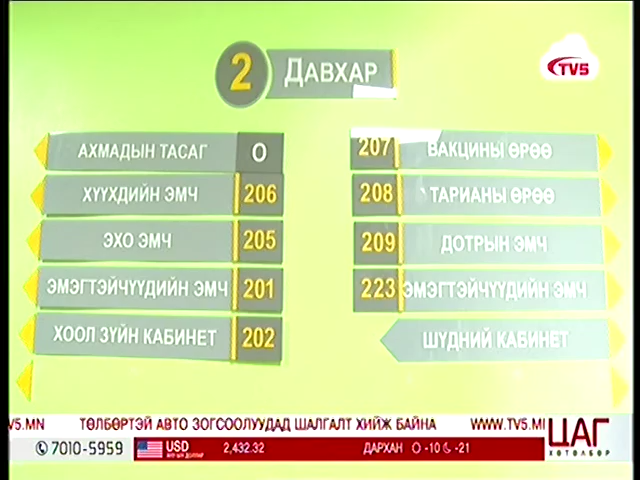 2 ДАВХАР
TV5
АХМАДЫН ТАСАГ О
ХҮҮХДИЙН ЭМЧ 206
ЭХО ЭМЧ 205
ЭМЭГТЭЙЧҮҮДИЙН ЭМЧ 201
ХООЛ ЗҮЙН КАБИНЕТ 202
207 ВАКЦИНЫ ӨРӨӨ
208 ТАРИАНЫ ӨРӨӨ
209 ДОТРЫН ЭМЧ
223 ЭМЭГТЭЙЧҮҮДИЙН ЭМЧ
ШҮДНИЙ КАБИНЕТ
V5.MN ТӨЛБӨРТЭЙ АВТО ЗОГСООЛУУДАД ШАЛГАЛТ ХИЙЖ БАЙНА WWW.TV5.M
ЦАГ
ХӨТӨЛБӨР
7010-5959 USD 2,432.32 ДАРХАН -10 -21